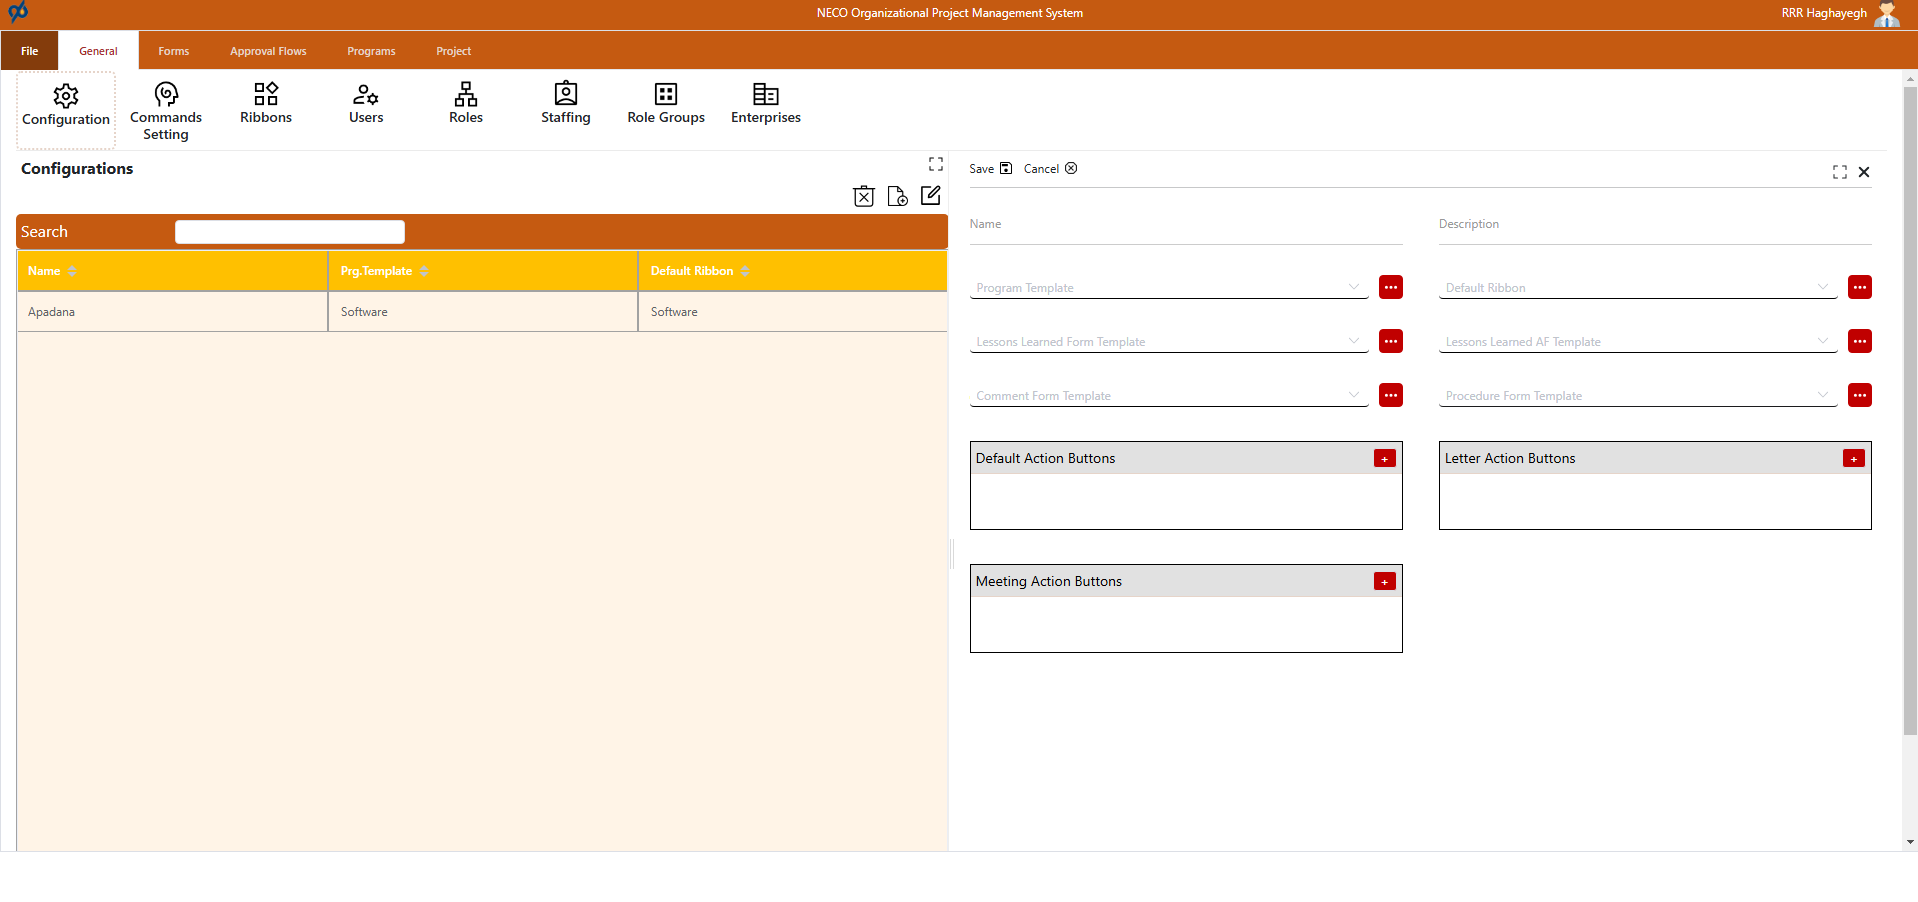 NECO Organizational Project Management System
RRR Haghayegh
File General Forms Approval Flows Programs Project
Configuration Commands Setting Ribbons Users Roles Staffing Role Groups Enterprises
Configurations
Search
Name Prg.Template Default Ribbon
Apadana Software Software
Save Cancel
Name Description
Program Template Default Ribbon
Lessons Learned Form Template Lessons Learned AF Template
Comment Form Template Procedure Form Template
Default Action Buttons + Letter Action Buttons +
Meeting Action Buttons +